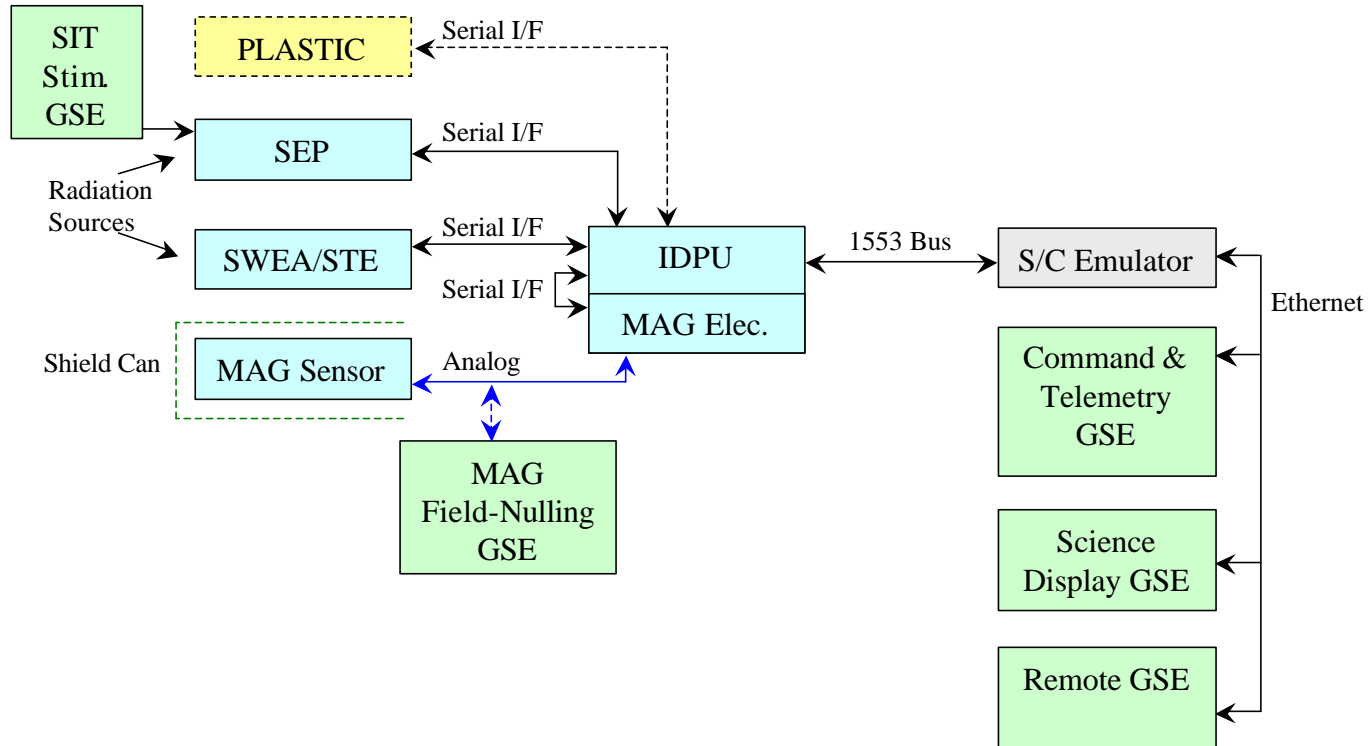 SIT
Stim.
GSE
PLASTIC
Serial I/F
SEP
Serial I/F
Radiation
Sources
SWEA/STE
Serial I/F
Serial I/F
IDPU
MAG Elec.
1553 Bus
S/C Emulator
Ethernet
Shield Can
MAG Sensor
Analog
MAG
Field-Nulling
GSE
Command &
Telemetry
GSE
Science
Display GSE
Remote GSE